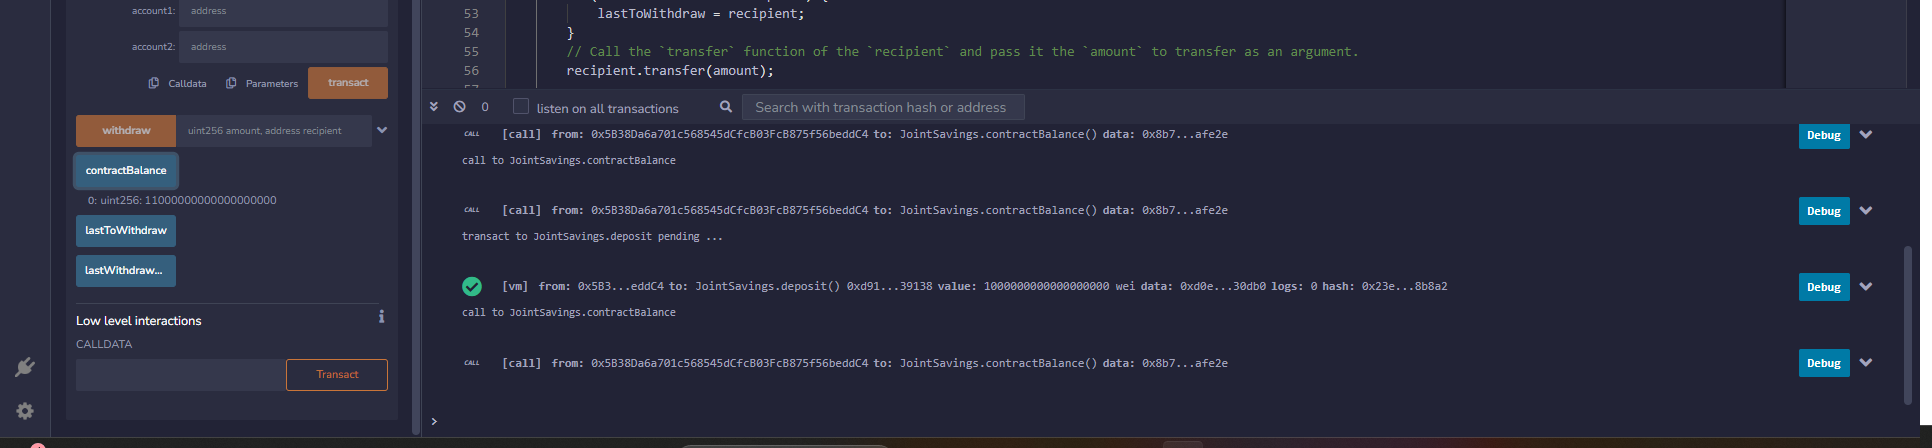 account1: address
account2: address
Calldata Parameters transact
withdraw uint256 amount, address recipient
contractBalance
0: uint256: 11000000000000000000
lastToWithdraw
lastWithdraw...
Low level interactions
i
CALLDATA
Transact
53 lastToWithdraw = recipient;
54 }
55 // Call the `transfer` function of the `recipient` and pass it the `amount` to transfer as an argument.
56 recipient.transfer(amount);
0 listen on all transactions Search with transaction hash or address
CALL [call] from: 0x5B38Da6a701c568545dCfcB03FcB875f56beddC4 to: JointSavings.contractBalance() data: 0x8b7...afe2e Debug
call to JointSavings.contractBalance
CALL [call] from: 0x5B38Da6a701c568545dCfcB03FcB875f56beddC4 to: JointSavings.contractBalance() data: 0x8b7...afe2e Debug
transact to JointSavings.deposit pending ...
[vm] from: 0x5B3...eddC4 to: JointSavings.deposit() 0xd91...39138 value: 1000000000000000000 wei data: 0xd0e...30db0 logs: 0 hash: 0x23e...8b8a2 Debug
call to JointSavings.contractBalance
CALL [call] from: 0x5B38Da6a701c568545dCfcB03FcB875f56beddC4 to: JointSavings.contractBalance() data: 0x8b7...afe2e Debug
>